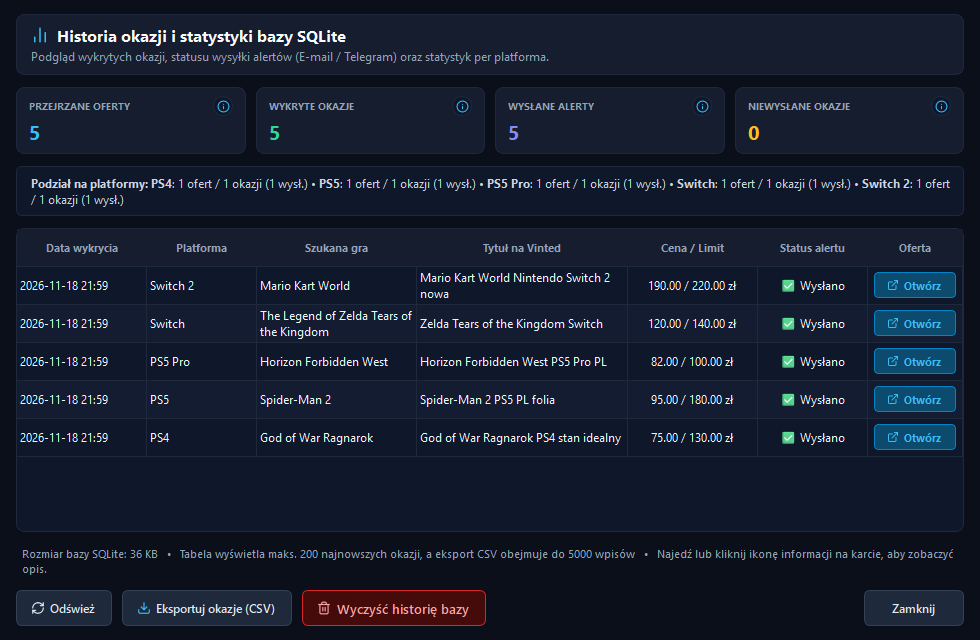 Historia okazji i statystyki bazy SQLite
Podgląd wykrytych okazji, statusu wysyłki alertów (E-mail / Telegram) oraz statystyk per platforma.
PRZEJRZANE OFERTY
5
WYKRYTE OKAZJE
5
WYSŁANE ALERTY
5
NIEWYSŁANE OKAZJE
0
Podział na platformy: PS4: 1 ofert / 1 okazji (1 wysł.) • PS5: 1 ofert / 1 okazji (1 wysł.) • PS5 Pro: 1 ofert / 1 okazji (1 wysł.) • Switch: 1 ofert / 1 okazji (1 wysł.) • Switch 2: 1 ofert
/ 1 okazji (1 wysł.)
Data wykrycia Platforma Szukana gra Tytuł na Vinted Cena / Limit Status alertu Oferta
2026-11-18 21:59 Switch 2 Mario Kart World Mario Kart World Nintendo Switch 2
nowa 190.00 / 220.00 zł Wysłano Otwórz
2026-11-18 21:59 Switch The Legend of Zelda Tears of
the Kingdom Zelda Tears of the Kingdom Switch 120.00 / 140.00 zł Wysłano Otwórz
2026-11-18 21:59 PS5 Pro Horizon Forbidden West Horizon Forbidden West PS5 Pro PL 82.00 / 100.00 zł Wysłano Otwórz
2026-11-18 21:59 PS5 Spider-Man 2 Spider-Man 2 PS5 PL folia 95.00 / 180.00 zł Wysłano Otwórz
2026-11-18 21:59 PS4 God of War Ragnarok God of War Ragnarok PS4 stan idealny 75.00 / 130.00 zł Wysłano Otwórz
Rozmiar bazy SQLite: 36 KB • Tabela wyświetla maks. 200 najnowszych okazji, a eksport CSV obejmuje do 5000 wpisów • Najedź lub kliknij ikonę informacji na karcie, aby zobaczyć
opis.
Odśwież Eksportuj okazje (CSV) Wyczyść historię bazy Zamknij